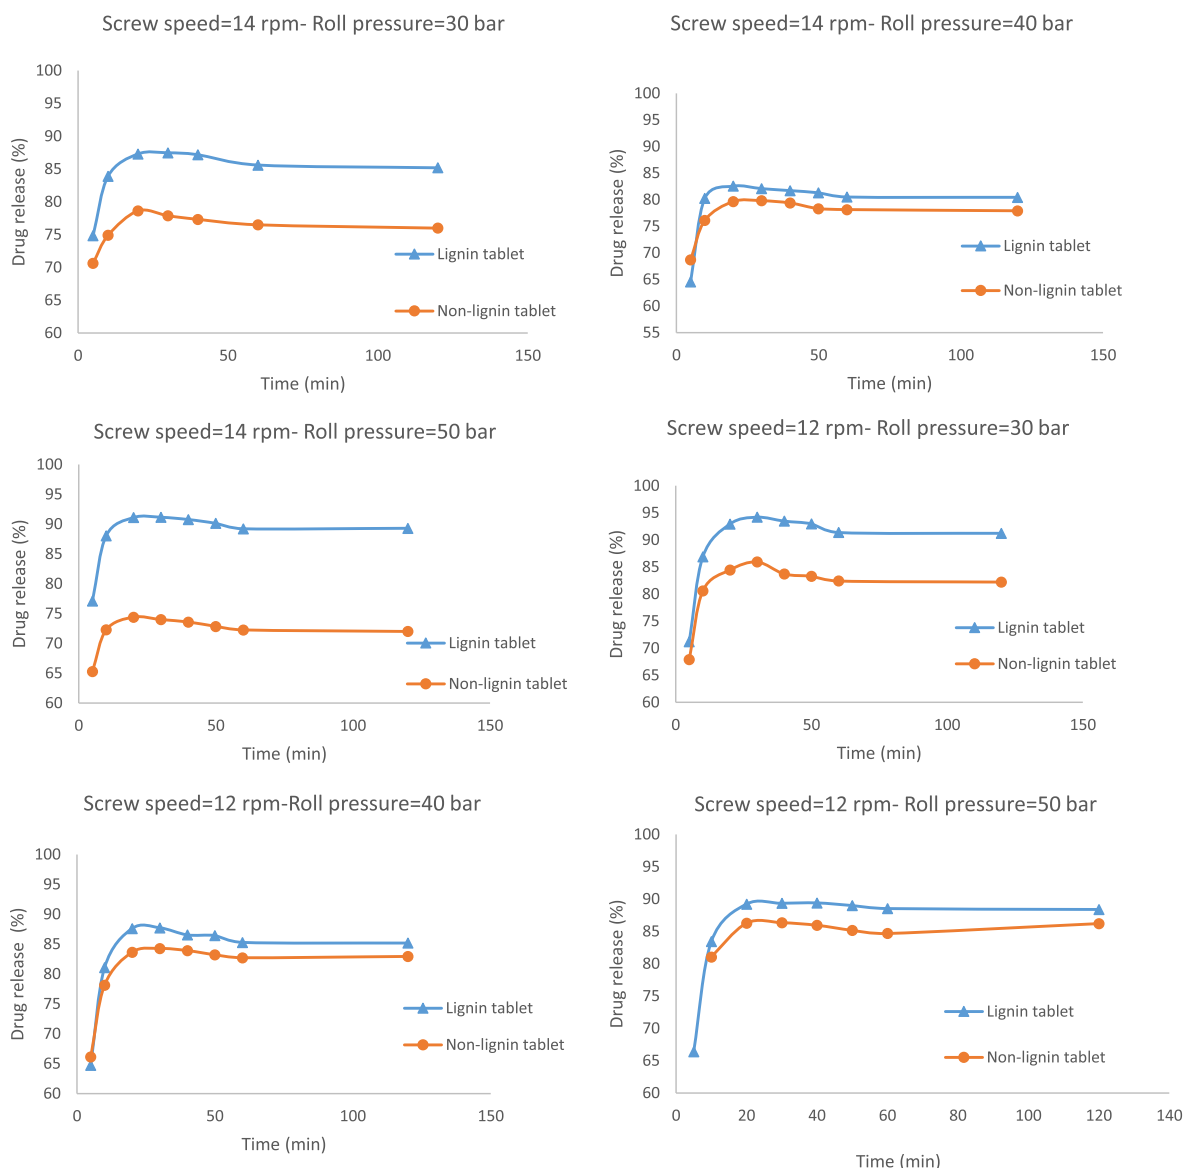 Screw speed=14 rpm- Roll pressure=30 bar
100
95
90
85
80
75
70
65
60
0
50
100
150
Drug release (%)
Time (min)
Lignin tablet
Non-lignin tablet
Screw speed=14 rpm- Roll pressure=40 bar
100
95
90
85
80
75
70
65
60
55
0
50
100
150
Drug release (%)
Time (min)
Lignin tablet
Non-lignin tablet
Screw speed=14 rpm- Roll pressure=50 bar
100
95
90
85
80
75
70
65
60
0
50
100
150
Drug release (%)
Time (min)
Lignin tablet
Non-lignin tablet
Screw speed=12 rpm- Roll pressure=30 bar
100
95
90
85
80
75
70
65
60
0
50
100
150
Drug release (%)
Time (min)
Lignin tablet
Non-lignin tablet
Screw speed=12 rpm-Roll pressure=40 bar
100
95
90
85
80
75
70
65
60
0
50
100
150
Drug release (%)
Time (min)
Lignin tablet
Non-lignin tablet
Screw speed=12 rpm- Roll pressure=50 bar
100
95
90
85
80
75
70
65
60
0
20
40
60
80
100
120
140
Drug release (%)
Time (min)
Lignin tablet
Non-lignin tablet